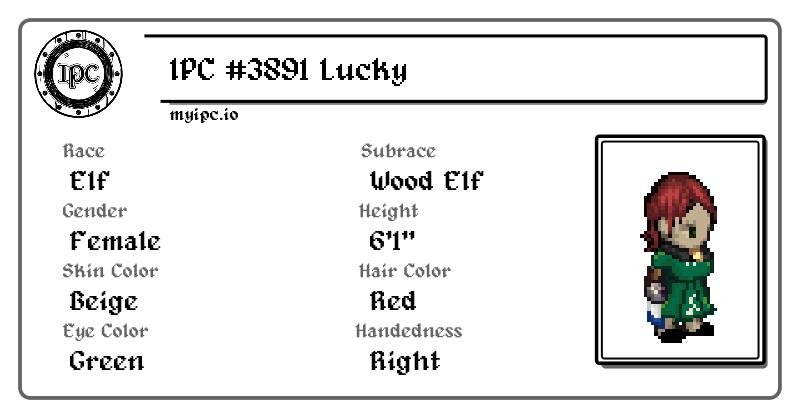 IPC
IPC #3891 Lucky
myipc.io
Race
Elf
Subrace
Wood Elf
Gender
Female
Height
6'1"
Skin Color
Beige
Hair Color
Red
Eye Color
Green
Handedness
Right